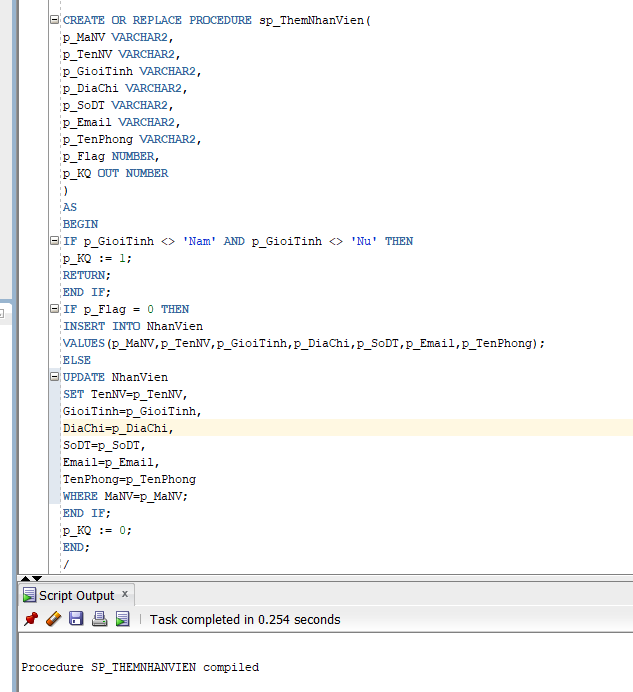 CREATE OR REPLACE PROCEDURE sp_ThemNhanVien(
p_MaNV VARCHAR2,
p_TenNV VARCHAR2,
p_GioiTinh VARCHAR2,
p_DiaChi VARCHAR2,
p_SoDT VARCHAR2,
p_Email VARCHAR2,
p_TenPhong VARCHAR2,
p_Flag NUMBER,
p_KQ OUT NUMBER
)
AS
BEGIN
IF p_GioiTinh <> 'Nam' AND p_GioiTinh <> 'Nu' THEN
p_KQ := 1;
RETURN;
END IF;
IF p_Flag = 0 THEN
INSERT INTO NhanVien
VALUES(p_MaNV,p_TenNV,p_GioiTinh,p_DiaChi,p_SoDT,p_Email,p_TenPhong);
ELSE
UPDATE NhanVien
SET TenNV=p_TenNV,
GioiTinh=p_GioiTinh,
DiaChi=p_DiaChi,
SoDT=p_SoDT,
Email=p_Email,
TenPhong=p_TenPhong
WHERE MaNV=p_MaNV;
END IF;
p_KQ := 0;
END;
/
Script Output x
Task completed in 0.254 seconds
Procedure SP_THEMNHANVIEN compiled